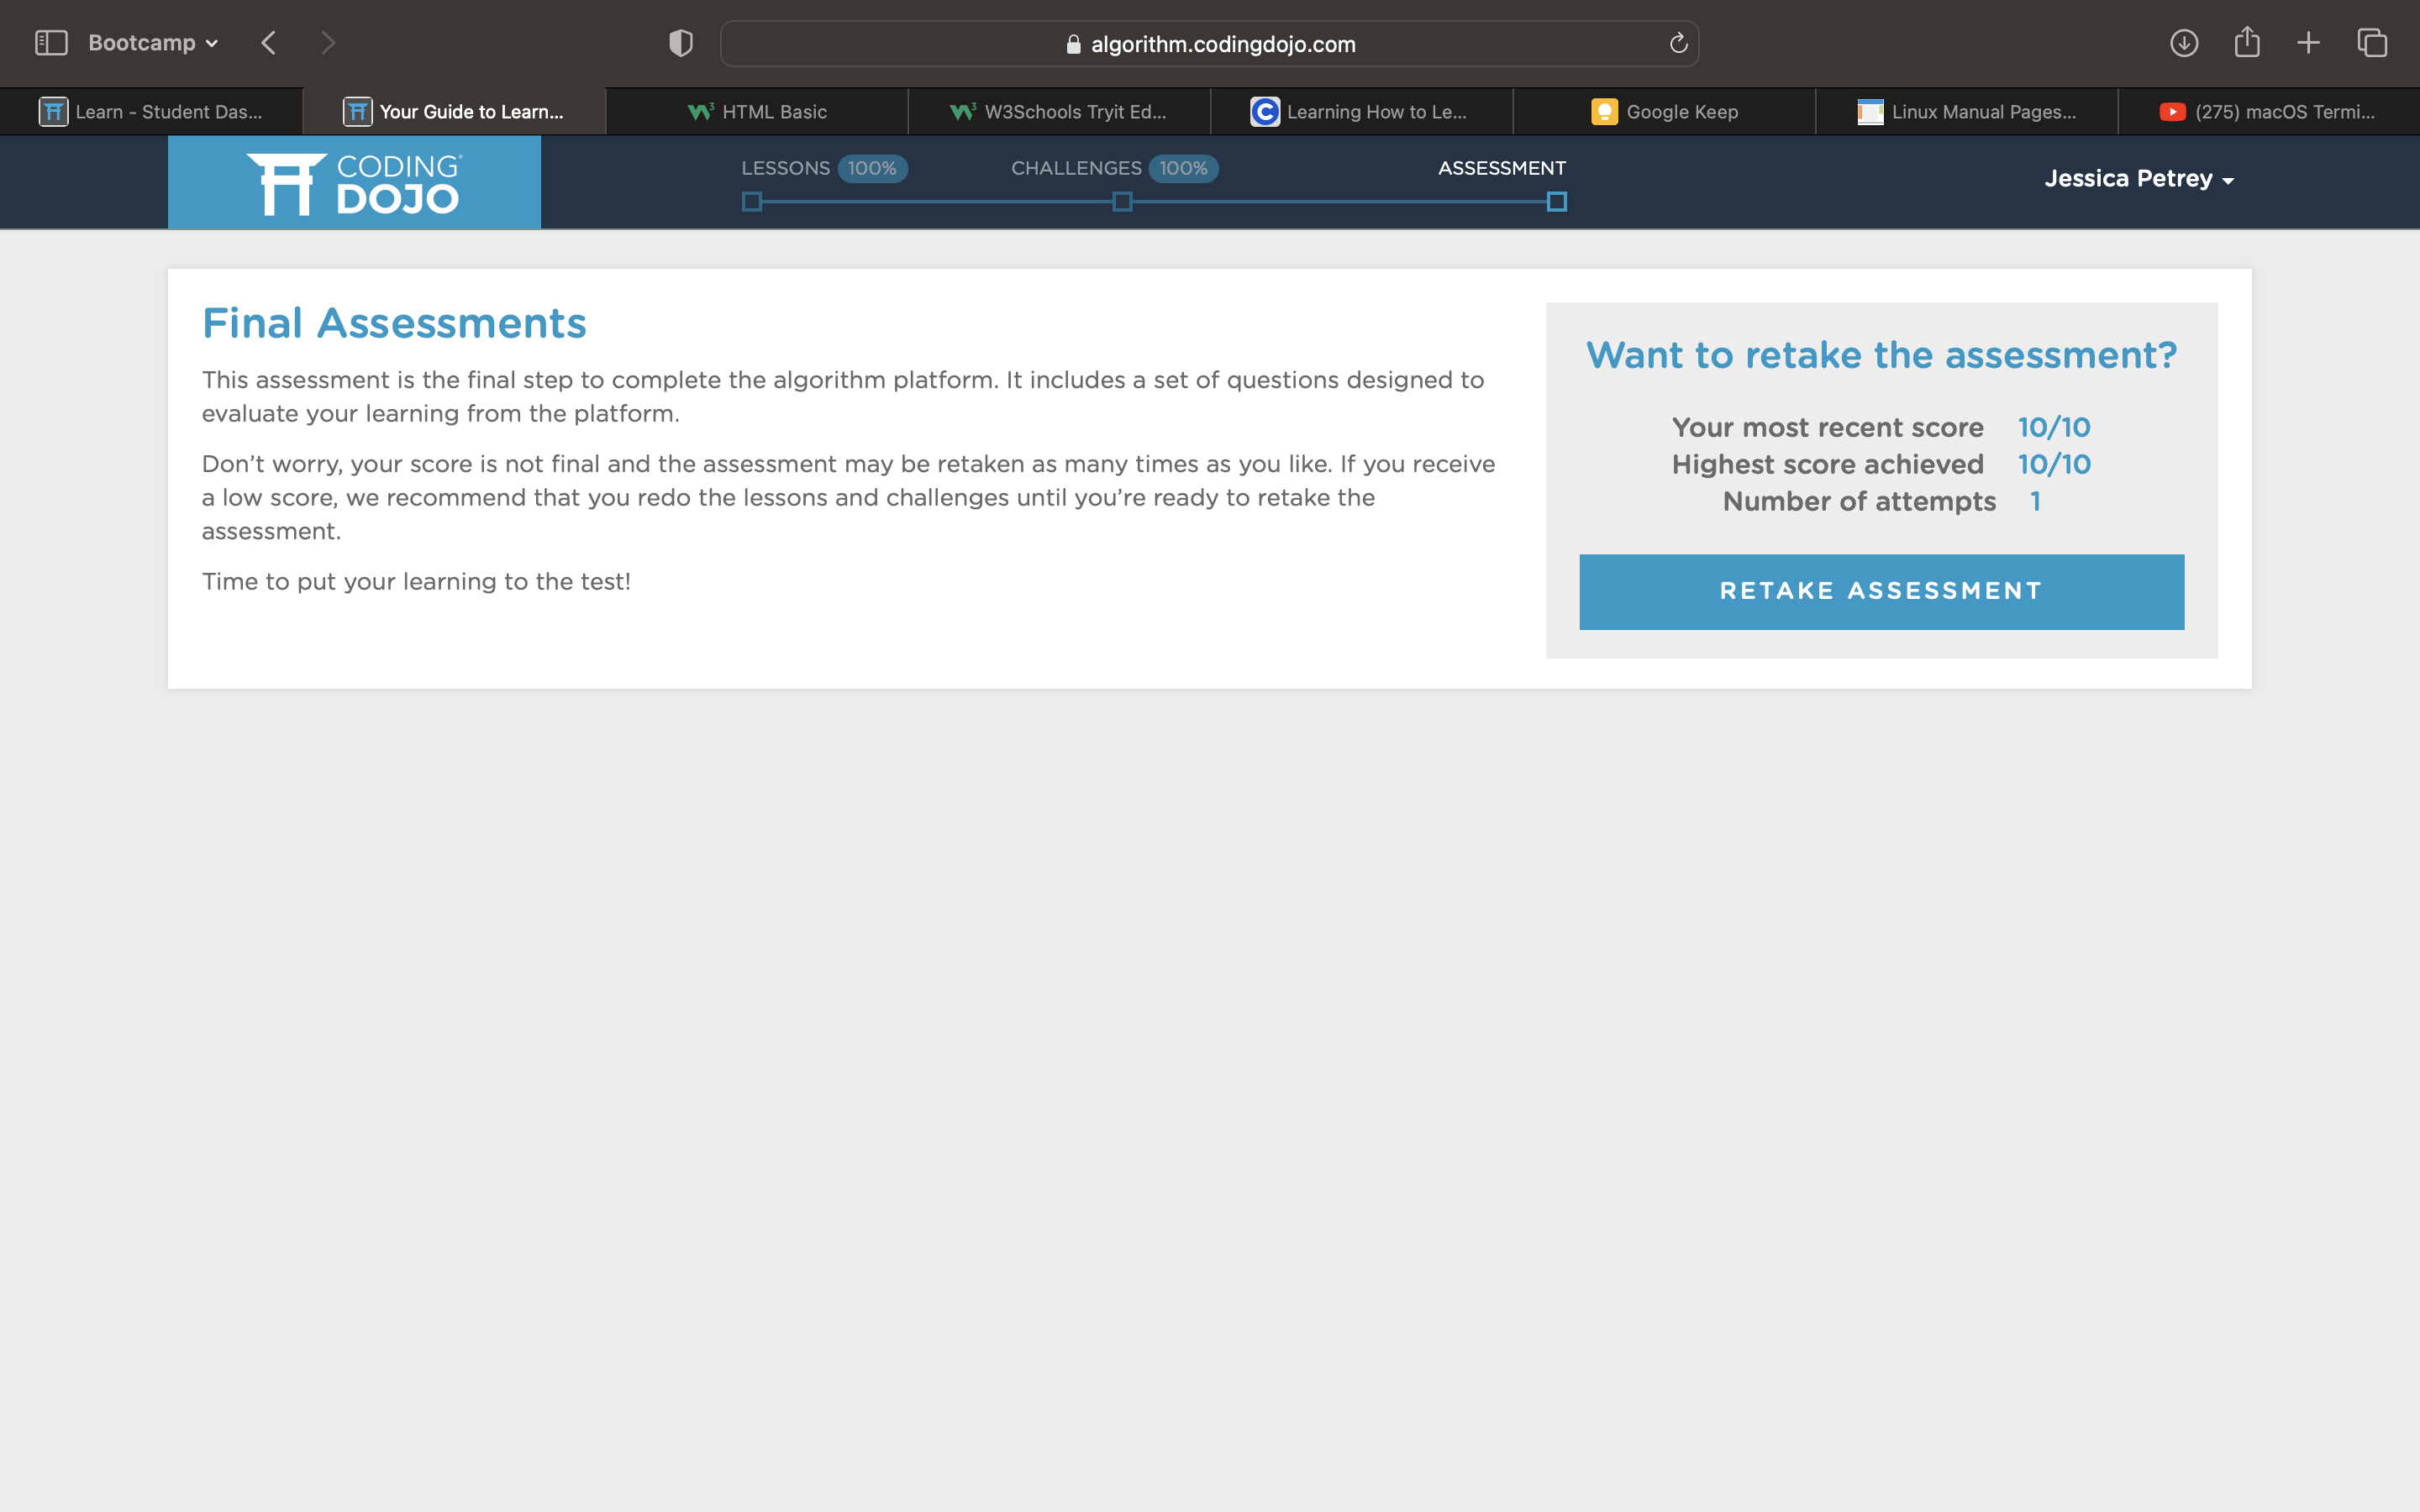 Bootcamp
algorithm.codingdojo.com
Learn - Student Das...
Your Guide to Learn...
W3 HTML Basic
W3 W3Schools Tryit Ed...
C Learning How to Le...
Google Keep
Linux Manual Pages...
(275) macOS Termi...
CODING
DOJO
LESSONS 100%
CHALLENGES 100%
ASSESSMENT
Jessica Petrey
Final Assessments
This assessment is the final step to complete the algorithm platform. It includes a set of questions designed to
evaluate your learning from the platform.
Don’t worry, your score is not final and the assessment may be retaken as many times as you like. If you receive
a low score, we recommend that you redo the lessons and challenges until you’re ready to retake the
assessment.
Time to put your learning to the test!
Want to retake the assessment?
Your most recent score 10/10
Highest score achieved 10/10
Number of attempts 1
RETAKE ASSESSMENT